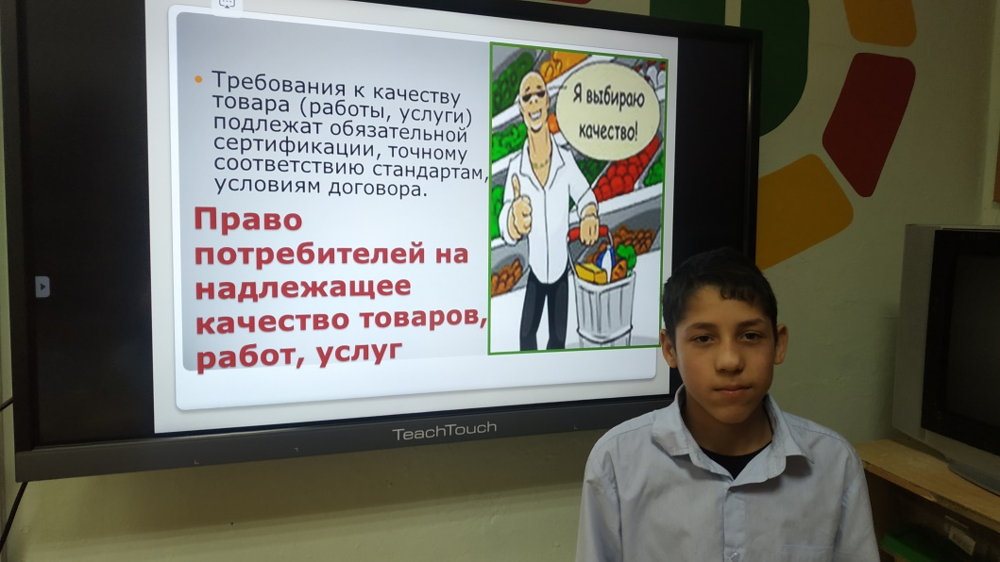 Требования к качеству
товара (работы, услуги)
подлежат обязательной
сертификации, точному
соответствию стандартам,
условиям договора.
Право
потребителей на
надлежащее
качество товаров,
работ, услуг
Я выбираю
качество!
TeachTouch